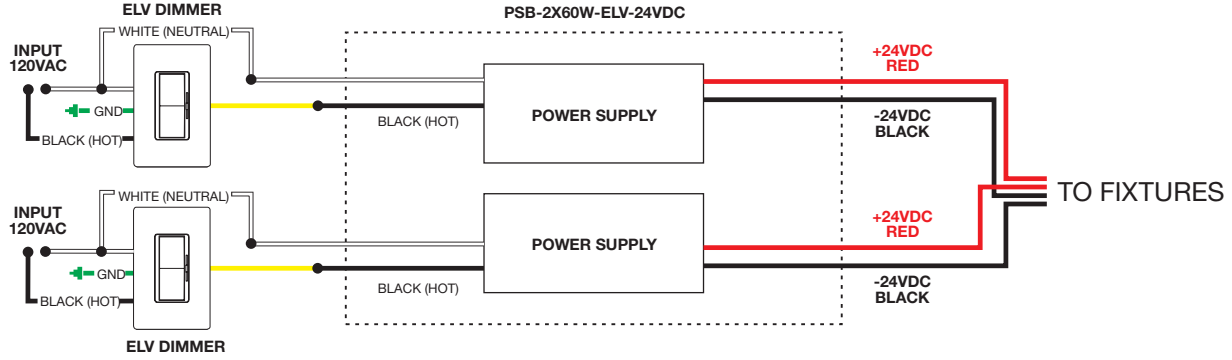 ELV DIMMER
PSB-2X60W-ELV-24VDC
WHITE (NEUTRAL)
INPUT
120VAC
GND
BLACK (HOT)
BLACK (HOT)
POWER SUPPLY
+24VDC
RED
-24VDC
BLACK
TO FIXTURES
WHITE (NEUTRAL)
INPUT
120VAC
GND
BLACK (HOT)
BLACK (HOT)
POWER SUPPLY
+24VDC
RED
-24VDC
BLACK
ELV DIMMER